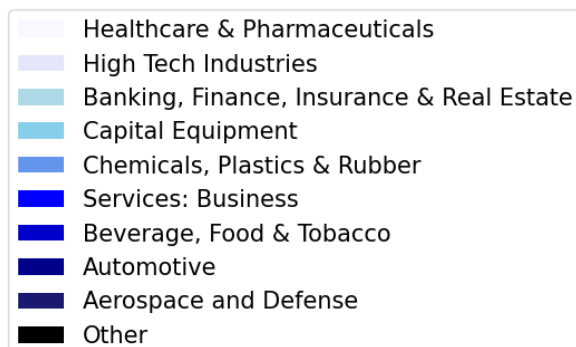 Healthcare & Pharmaceuticals
High Tech Industries
Banking, Finance, Insurance & Real Estate
Capital Equipment
Chemicals, Plastics & Rubber
Services: Business
Beverage, Food & Tobacco
Automotive
Aerospace and Defense
Other